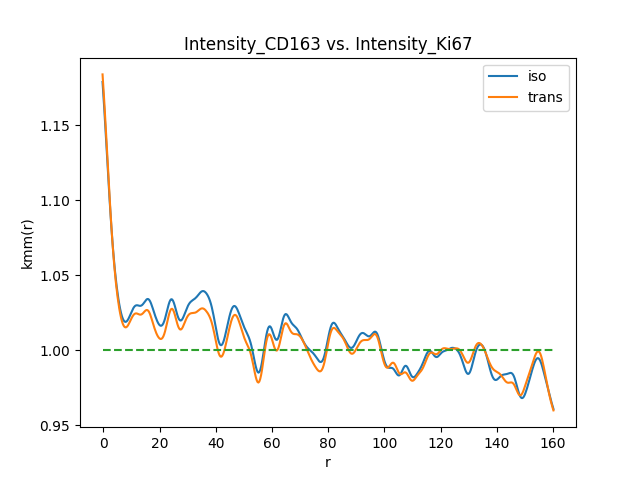 Intensity_CD163 vs. Intensity_Ki67
iso
trans
1.15
1.10
1.05
1.00
0.95
kmm(r)
0 20 40 60 80 100 120 140 160
r